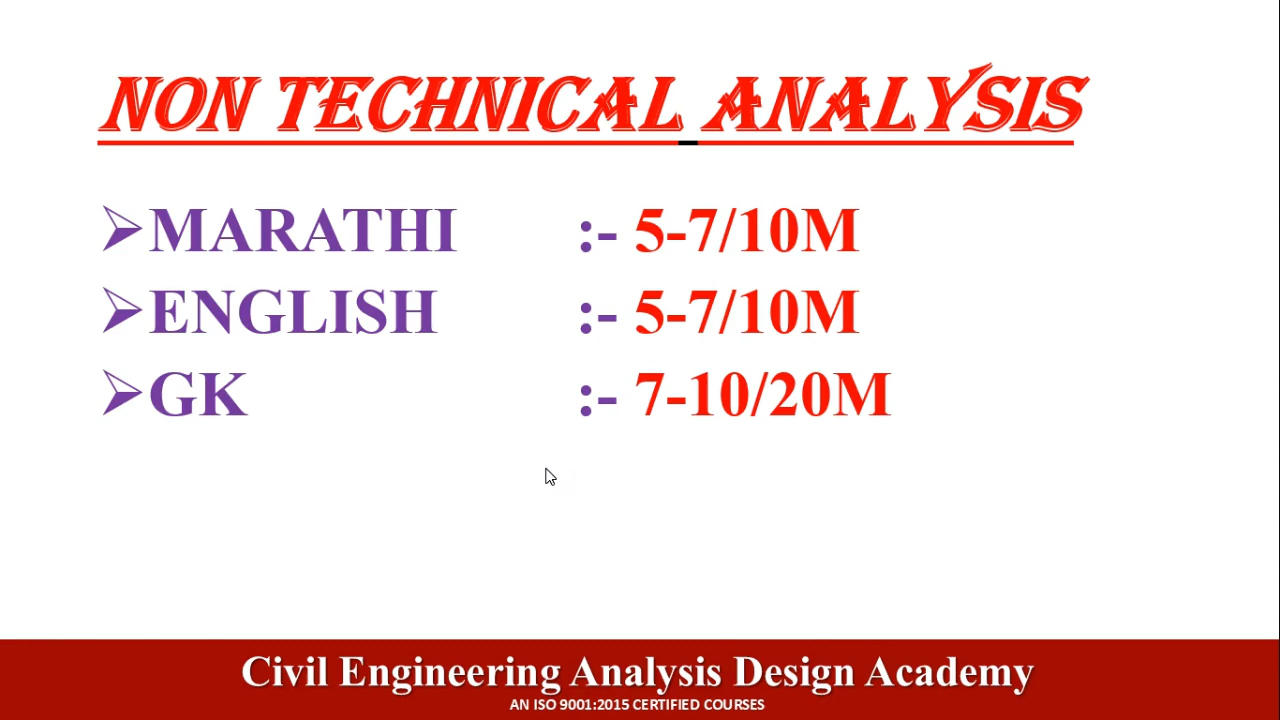 NON TECHNICAL ANALYSIS
➢MARATHI :- 5-7/10M
➢ENGLISH :- 5-7/10M
➢GK :- 7-10/20M
Civil Engineering Analysis Design Academy
AN ISO 9001:2015 CERTIFIED COURSES